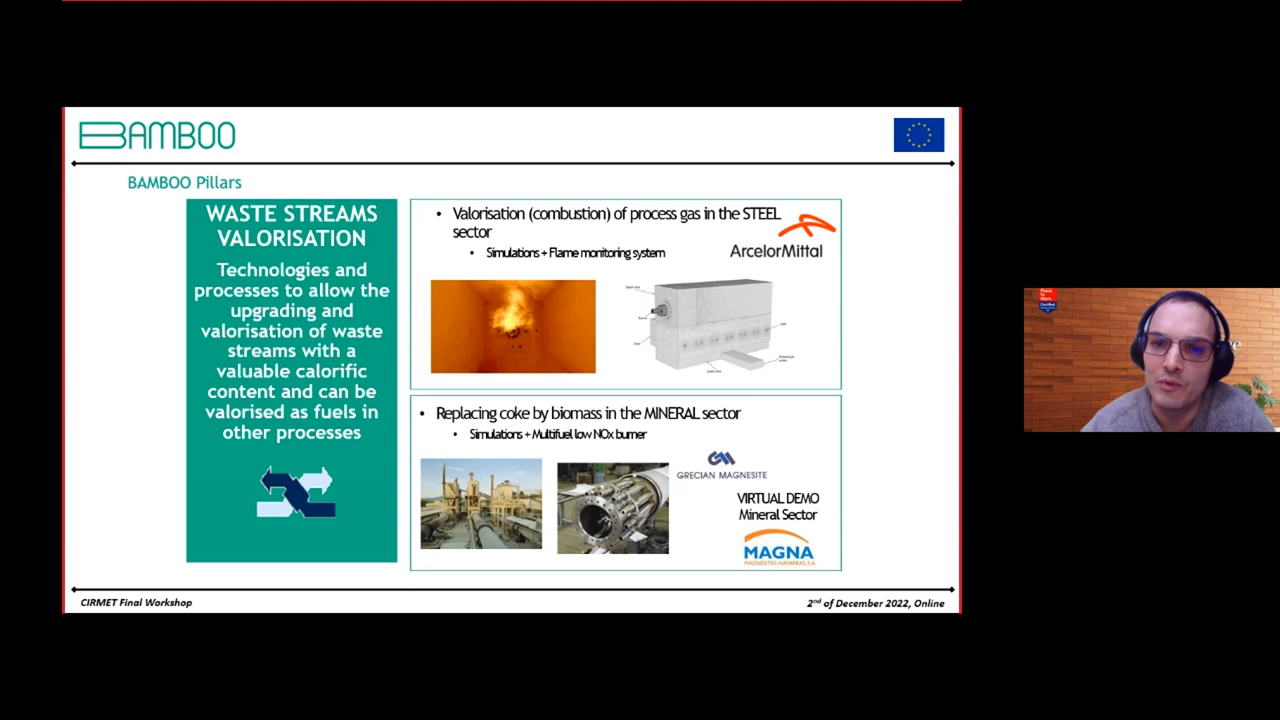 BAMBOO
BAMBOO Pillars
WASTE STREAMS
VALORISATION
Technologies and
processes to allow the
upgrading and
valorisation of waste
streams with a
valuable calorific
content and can be
valorised as fuels in
other processes
• Valorisation (combustion) of process gas in the STEEL
sector
• Simulations + Flame monitoring system
ArcelorMittal
• Replacing coke by biomass in the MINERAL sector
• Simulations + Multifuel low NOx burner
GRECIAN MAGNESITE
VIRTUAL DEMO
Mineral Sector
MAGNA
MAGNESITAS NAVARRAS, S.A.
CIRMET Final Workshop
2nd of December 2022, Online